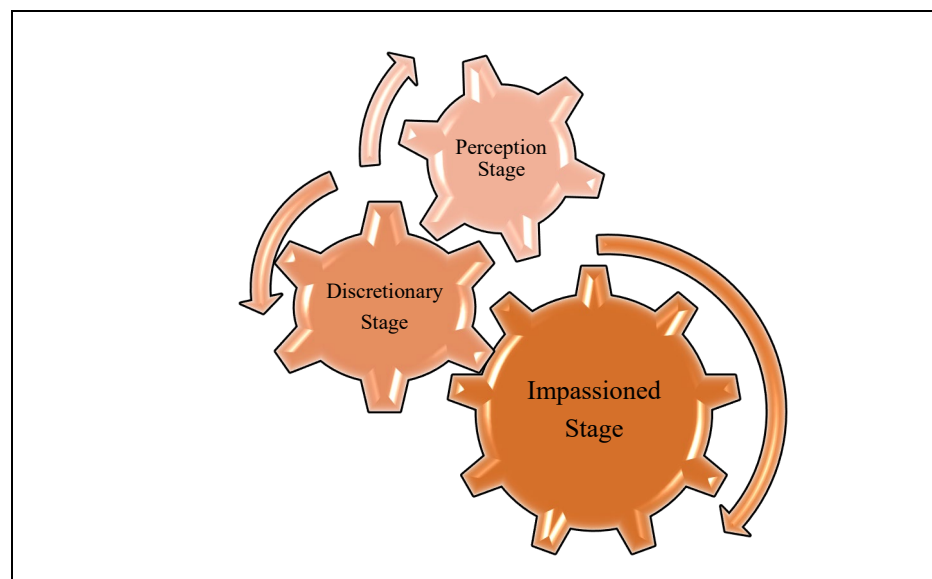 Perception
Stage
Discretionary
Stage
Impassioned
Stage